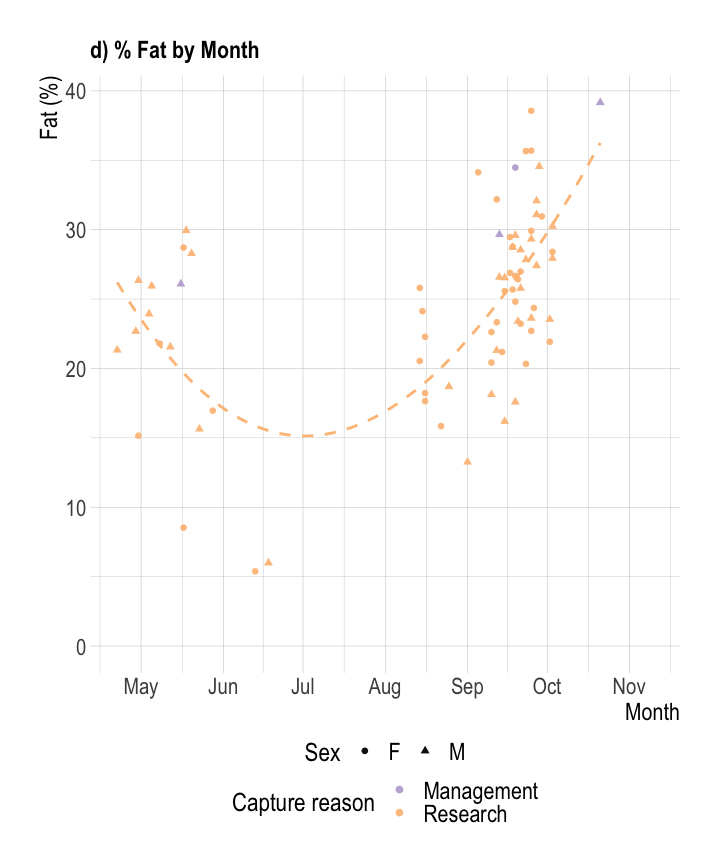 d) % Fat by Month
Fat (%)
40
30
20
10
0
May Jun Jul Aug Sep Oct Nov
Month
Sex F M
Capture reason Management
Research